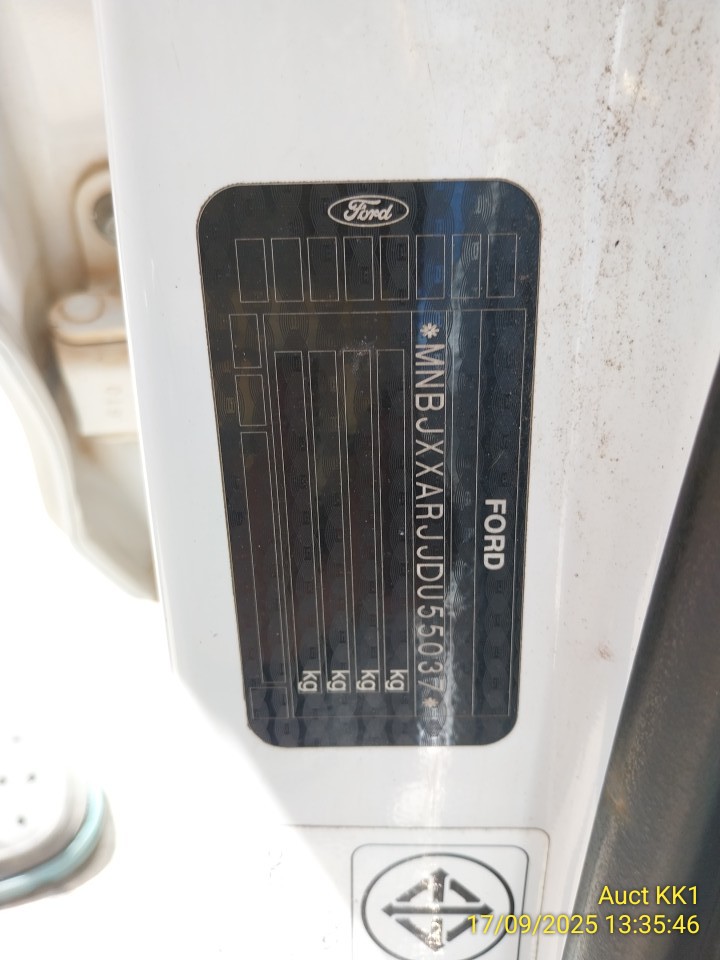 Ford
FORD
*MNBJXXARJJDU55037*
kg
kg
kg
kg
Auct KK1
17/09/2025 13:35:46